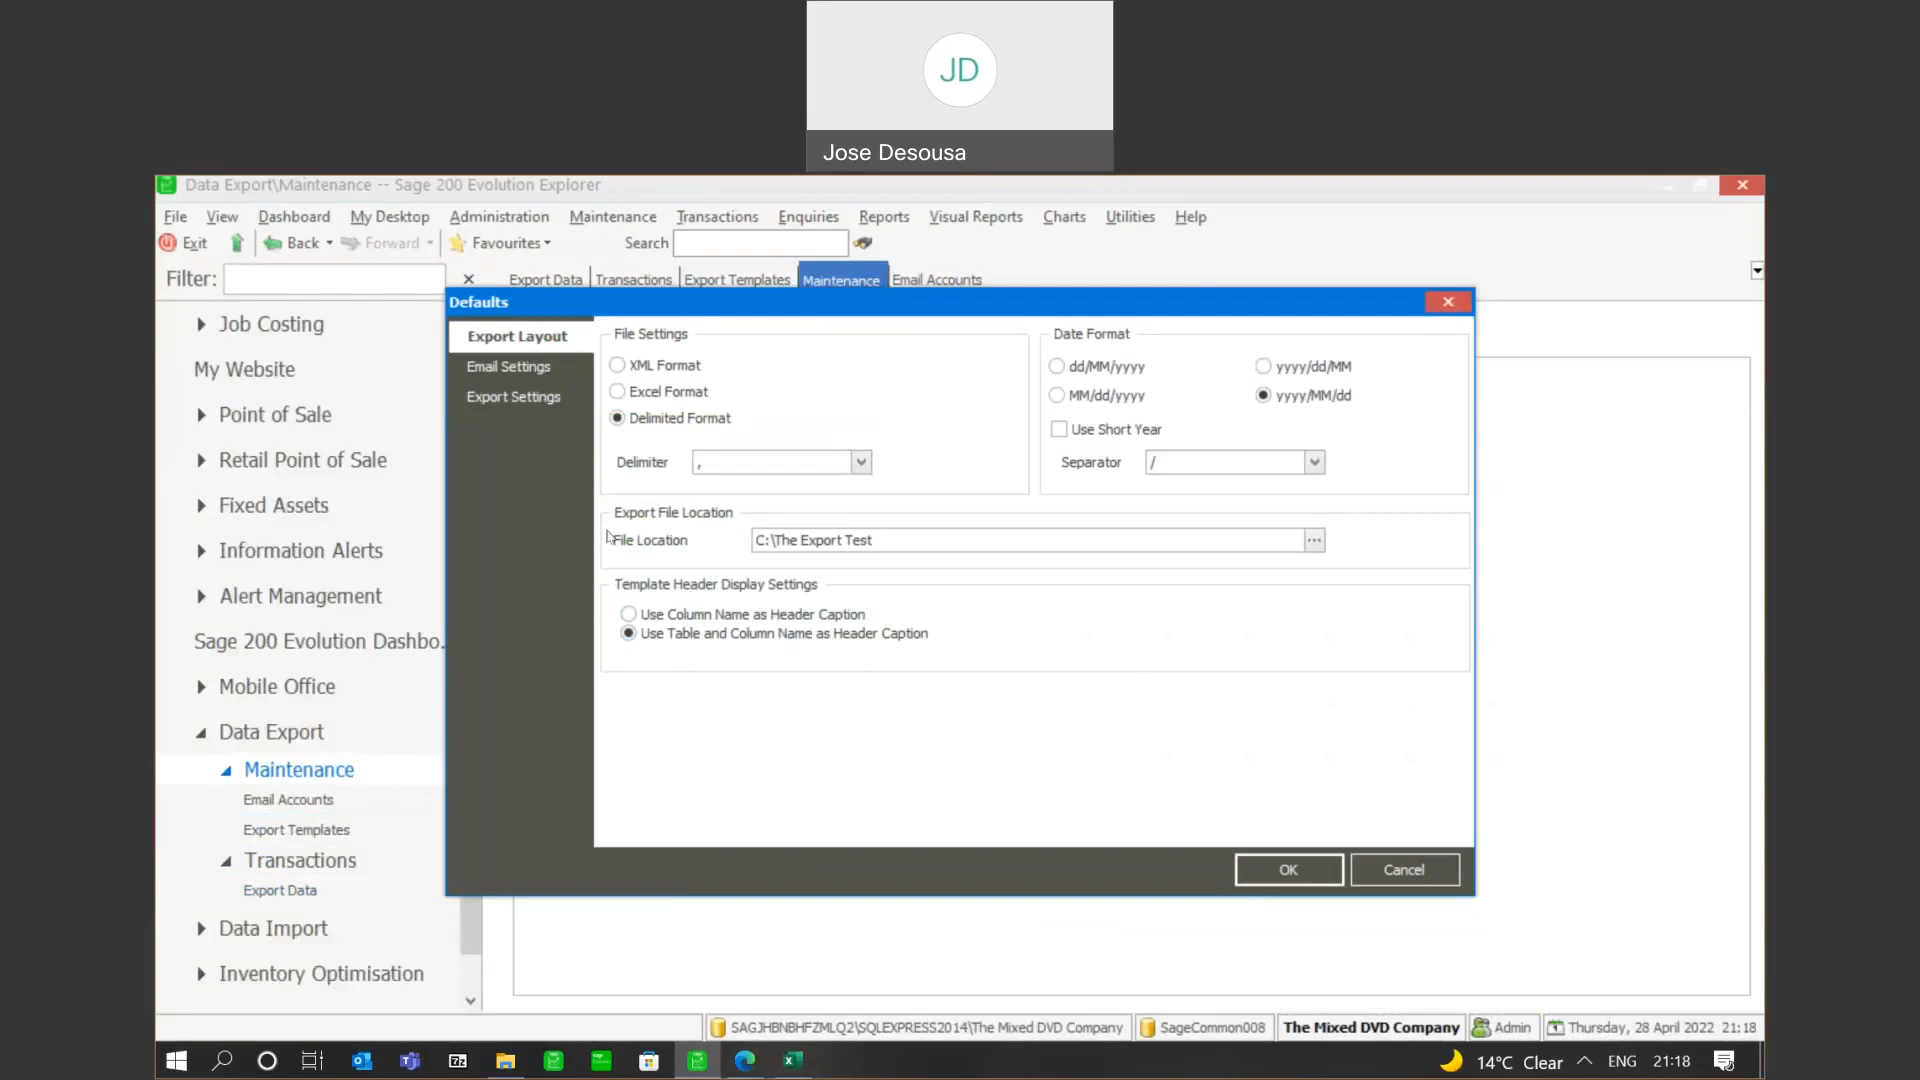 JD
Jose Desousa
Data Export\Maintenance -- Sage 200 Evolution Explorer
File View Dashboard My Desktop Administration Maintenance Transactions Enquiries Reports Visual Reports Charts Utilities Help
Exit Back Forward Favourites Search
Filter:
Export Data Transactions Export Templates Maintenance Email Accounts
Job Costing
My Website
Point of Sale
Retail Point of Sale
Fixed Assets
Information Alerts
Alert Management
Sage 200 Evolution Dashbo.
Mobile Office
Data Export
Maintenance
Email Accounts
Export Templates
Transactions
Export Data
Data Import
Inventory Optimisation
Defaults
Export Layout
Email Settings
Export Settings
File Settings
XML Format
Excel Format
Delimited Format
Delimiter ,
Date Format
dd/MM/yyyy yyyy/dd/MM
MM/dd/yyyy yyyy/MM/dd
Use Short Year
Separator /
Export File Location
File Location C:\The Export Test
Template Header Display Settings
Use Column Name as Header Caption
Use Table and Column Name as Header Caption
OK Cancel
SAGJHBNBHFZMLQ2\SQLEXPRESS2014\The Mixed DVD Company SageCommon008 The Mixed DVD Company Admin Thursday, 28 April 2022 21:18
7z 14°C Clear ENG 21:18